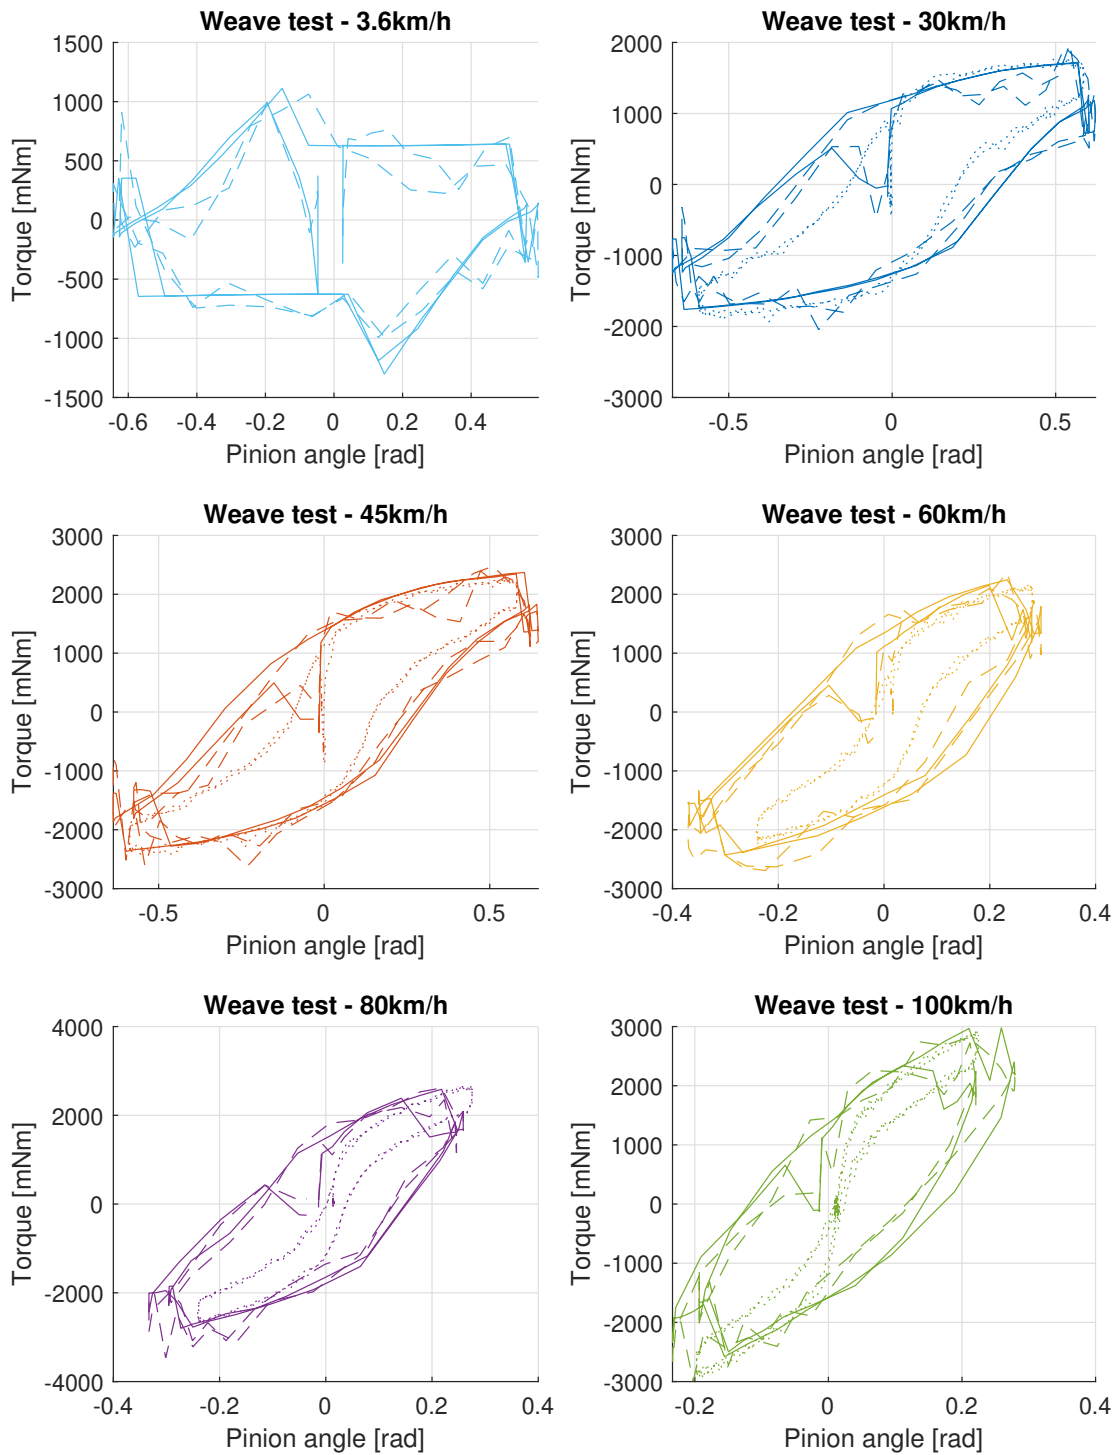 Weave test - 3.6km/h
1500
1000
500
0
-500
-1000
-1500
Torque [mNm]
-0.6 -0.4 -0.2 0 0.2 0.4
Pinion angle [rad]
Weave test - 30km/h
2000
1000
0
-1000
-2000
-3000
Torque [mNm]
-0.5 0 0.5
Pinion angle [rad]
Weave test - 45km/h
3000
2000
1000
0
-1000
-2000
-3000
Torque [mNm]
-0.5 0 0.5
Pinion angle [rad]
Weave test - 60km/h
3000
2000
1000
0
-1000
-2000
-3000
Torque [mNm]
-0.4 -0.2 0 0.2 0.4
Pinion angle [rad]
Weave test - 80km/h
4000
2000
0
-2000
-4000
Torque [mNm]
-0.4 -0.2 0 0.2 0.4
Pinion angle [rad]
Weave test - 100km/h
3000
2000
1000
0
-1000
-2000
-3000
Torque [mNm]
-0.2 0 0.2 0.4
Pinion angle [rad]